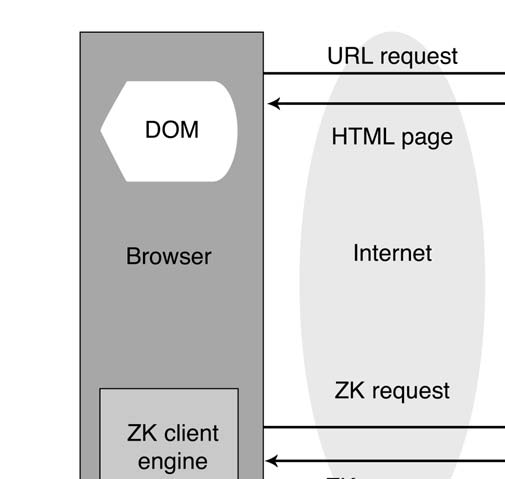 URL request
DOM
HTML page
Browser
Internet
ZK request
ZK client
engine